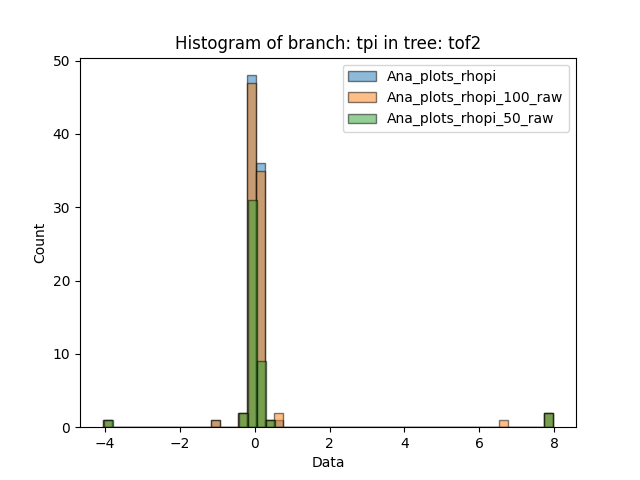 Histogram of branch: tpi in tree: tof2
Ana_plots_rhopi
Ana_plots_rhopi_100_raw
Ana_plots_rhopi_50_raw
50
40
30
20
10
0
Count
−4
−2
0
2
4
6
8
Data